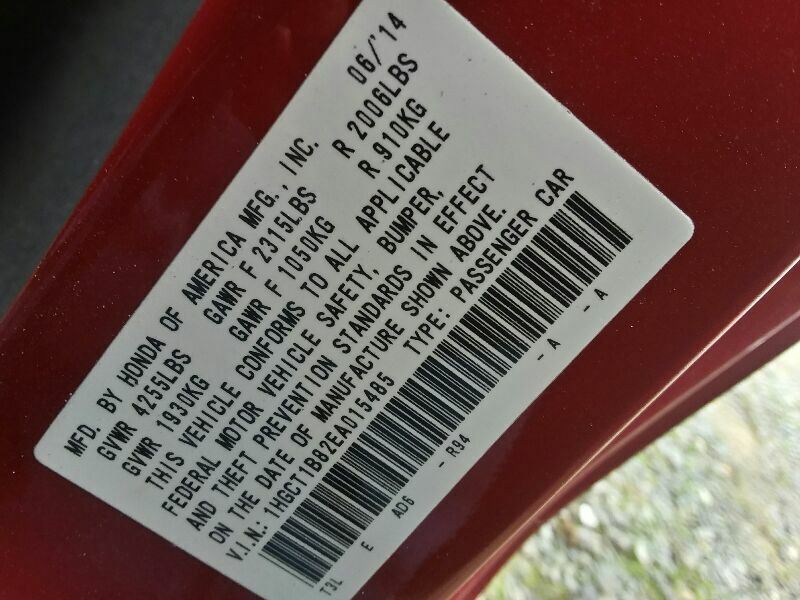 MFD. BY HONDA OF AMERICA MFG., INC. 06/'14
GVWR 4255LBS GAWR F 2315LBS R 2006LBS
GVWR 1930KG GAWR F 1050KG R 910KG
THIS VEHICLE CONFORMS TO ALL APPLICABLE
FEDERAL MOTOR VEHICLE SAFETY, BUMPER,
AND THEFT PREVENTION STANDARDS IN EFFECT
ON THE DATE OF MANUFACTURE SHOWN ABOVE.
V.I.N.: 1HGCT1B82EA015485 TYPE: PASSENGER CAR
T3L E AD6 - R94 - A - A